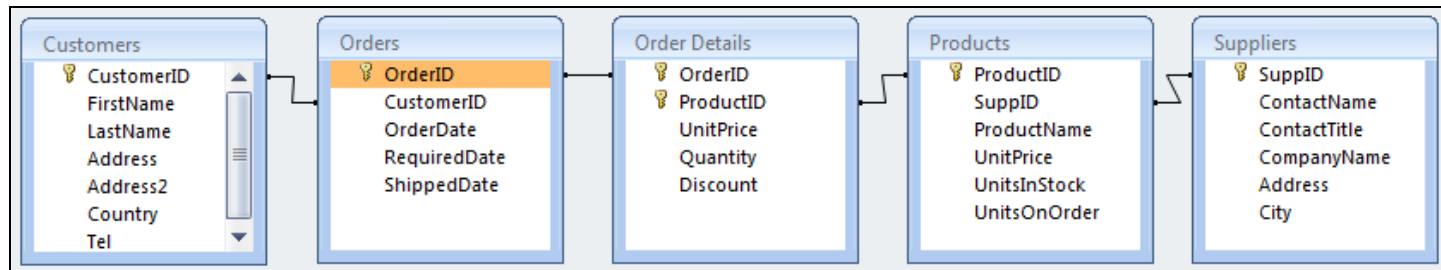 Customers
CustomerID
FirstName
LastName
Address
Address2
Country
Tel
Orders
OrderID
CustomerID
OrderDate
RequiredDate
ShippedDate
Order Details
OrderID
ProductID
UnitPrice
Quantity
Discount
Products
ProductID
SuppID
ProductName
UnitPrice
UnitsInStock
UnitsOnOrder
Suppliers
SuppID
ContactName
ContactTitle
CompanyName
Address
City